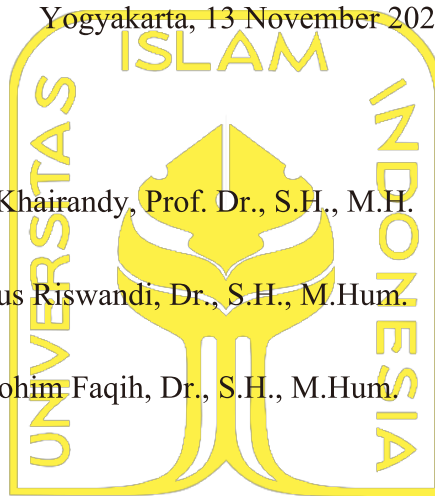 Yogyakarta, 13 November 202
ISLAM
UNIVERSITAS
INDONESIA
Khairandy, Prof. Dr., S.H., M.H.
us Riswandi, Dr., S.H., M.Hum.
ohim Faqih, Dr., S.H., M.Hum.